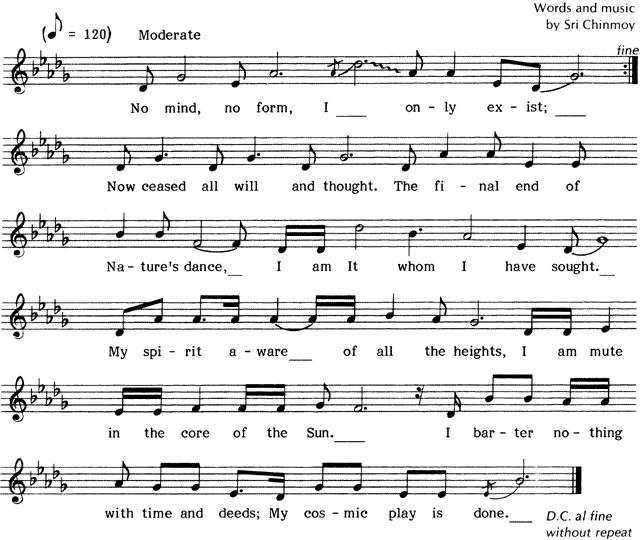 Words and music
by Sri Chinmoy
(♪ = 120) Moderate
fine
No mind, no form, I ___ on - ly ex - ist; ___
Now ceased all will and thought. The fi - nal end of
Na - ture's dance, __ I am It whom I have sought. __
My spi - rit a - ware ___ of all the heights, I am mute
in the core of the Sun. ___ I bar - ter no - thing
with time and deeds; My cos - mic play is done. __
D.C. al fine
without repeat